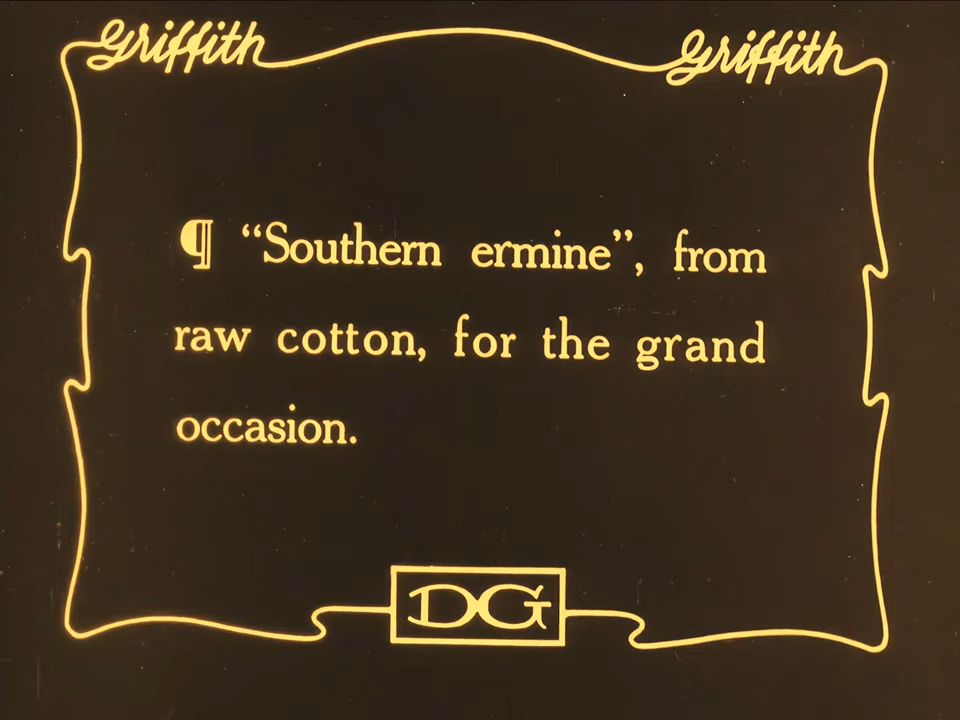 Griffith Griffith
¶ “Southern ermine”, from
raw cotton, for the grand
occasion.
DG